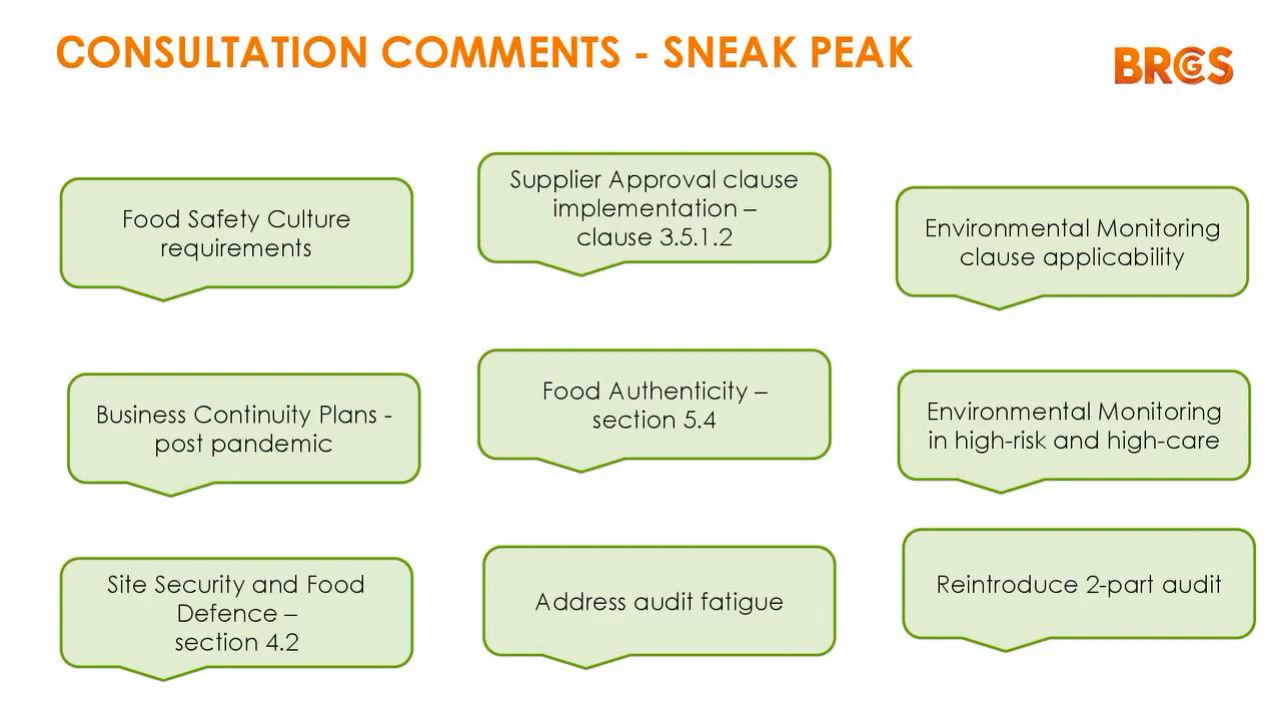 CONSULTATION COMMENTS - SNEAK PEAK
BRCGS
Food Safety Culture
requirements
Supplier Approval clause
implementation –
clause 3.5.1.2
Environmental Monitoring
clause applicability
Business Continuity Plans -
post pandemic
Food Authenticity –
section 5.4
Environmental Monitoring
in high-risk and high-care
Site Security and Food
Defence –
section 4.2
Address audit fatigue
Reintroduce 2-part audit